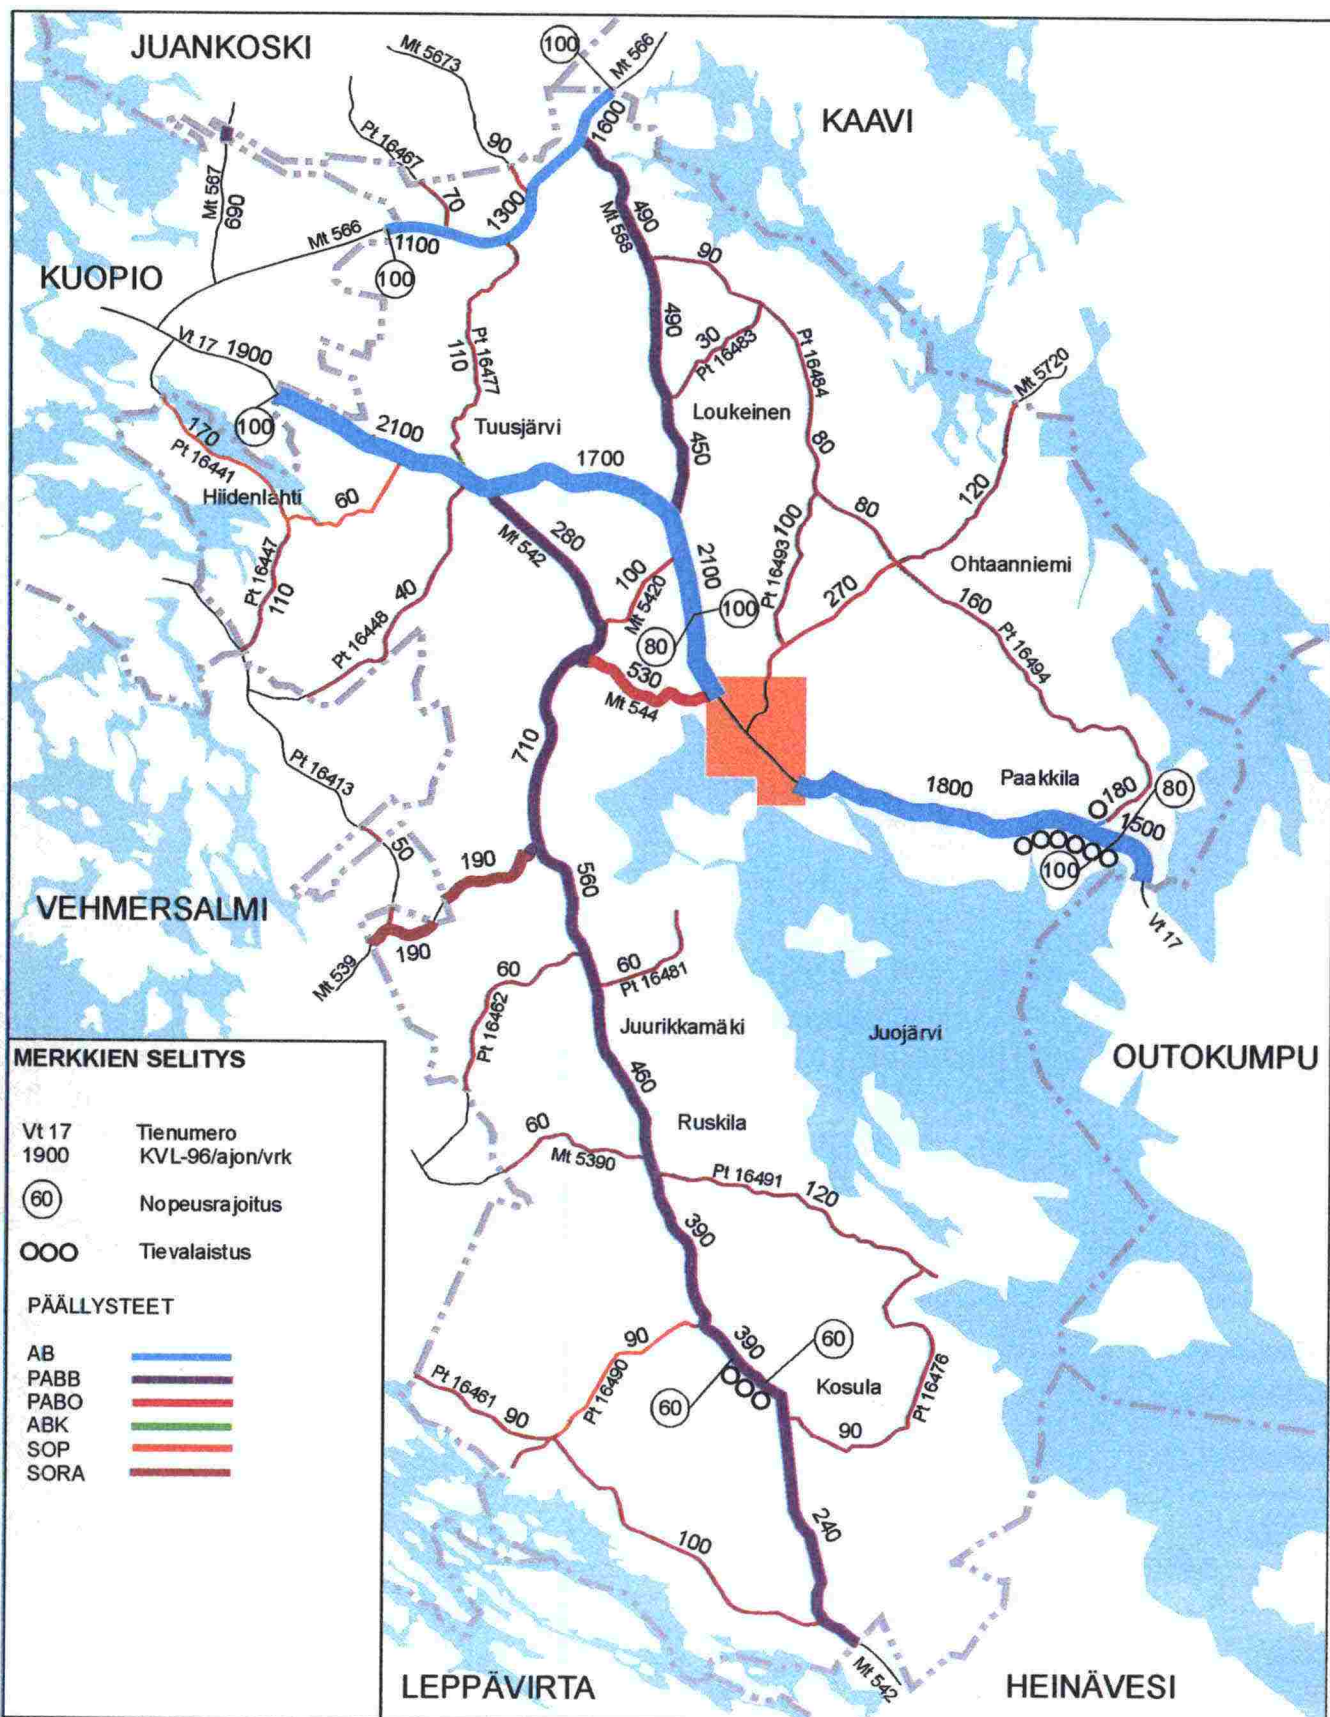 JUANKOSKI
Mt 5673
100
Mt 566
KAAVI
1600
Pt 16467
90
Mt 567
690
70
1300
490
Mt 568
Mt 566
1100
90
KUOPIO
100
Vt 17
1900
110
Pt 16477
490
30
Pt 16483
Pt 16484
Mt 5720
100
2100
Tuusjärvi
Loukeinen
170
Pt 16441
1700
450
80
Hiidenlahti
60
120
280
Mt 542
100
80
Pt 16447
110
40
100
Mt 5420
2100
Pt 16493
270
Ohtaanniemi
Pt 16448
100
160
80
530
Mt 544
Pt 16494
710
Pt 16413
1800
Paakkila
180
80
1500
50
190
560
100
VEHMERSALMI
190
Vt 17
Mt 539
60
60
Pt 16481
Pt 16462
Juurikkamäki
Juojärvi
OUTOKUMPU
460
Ruskila
60
Mt 5390
Pt 16491
120
390
90
390
60
Pt 16490
Kosula
Pt 16476
Pt 16461
60
90
90
240
100
LEPPÄVIRTA
Mt 542
HEINÄVESI
MERKKIEN SELITYS
Vt 17 Tienumero
1900 KVL-96/ajon/vrk
60 Nopeusrajoitus
Tievalaistus
PÄÄLLYSTEET
AB
PABB
PABO
ABK
SOP
SORA